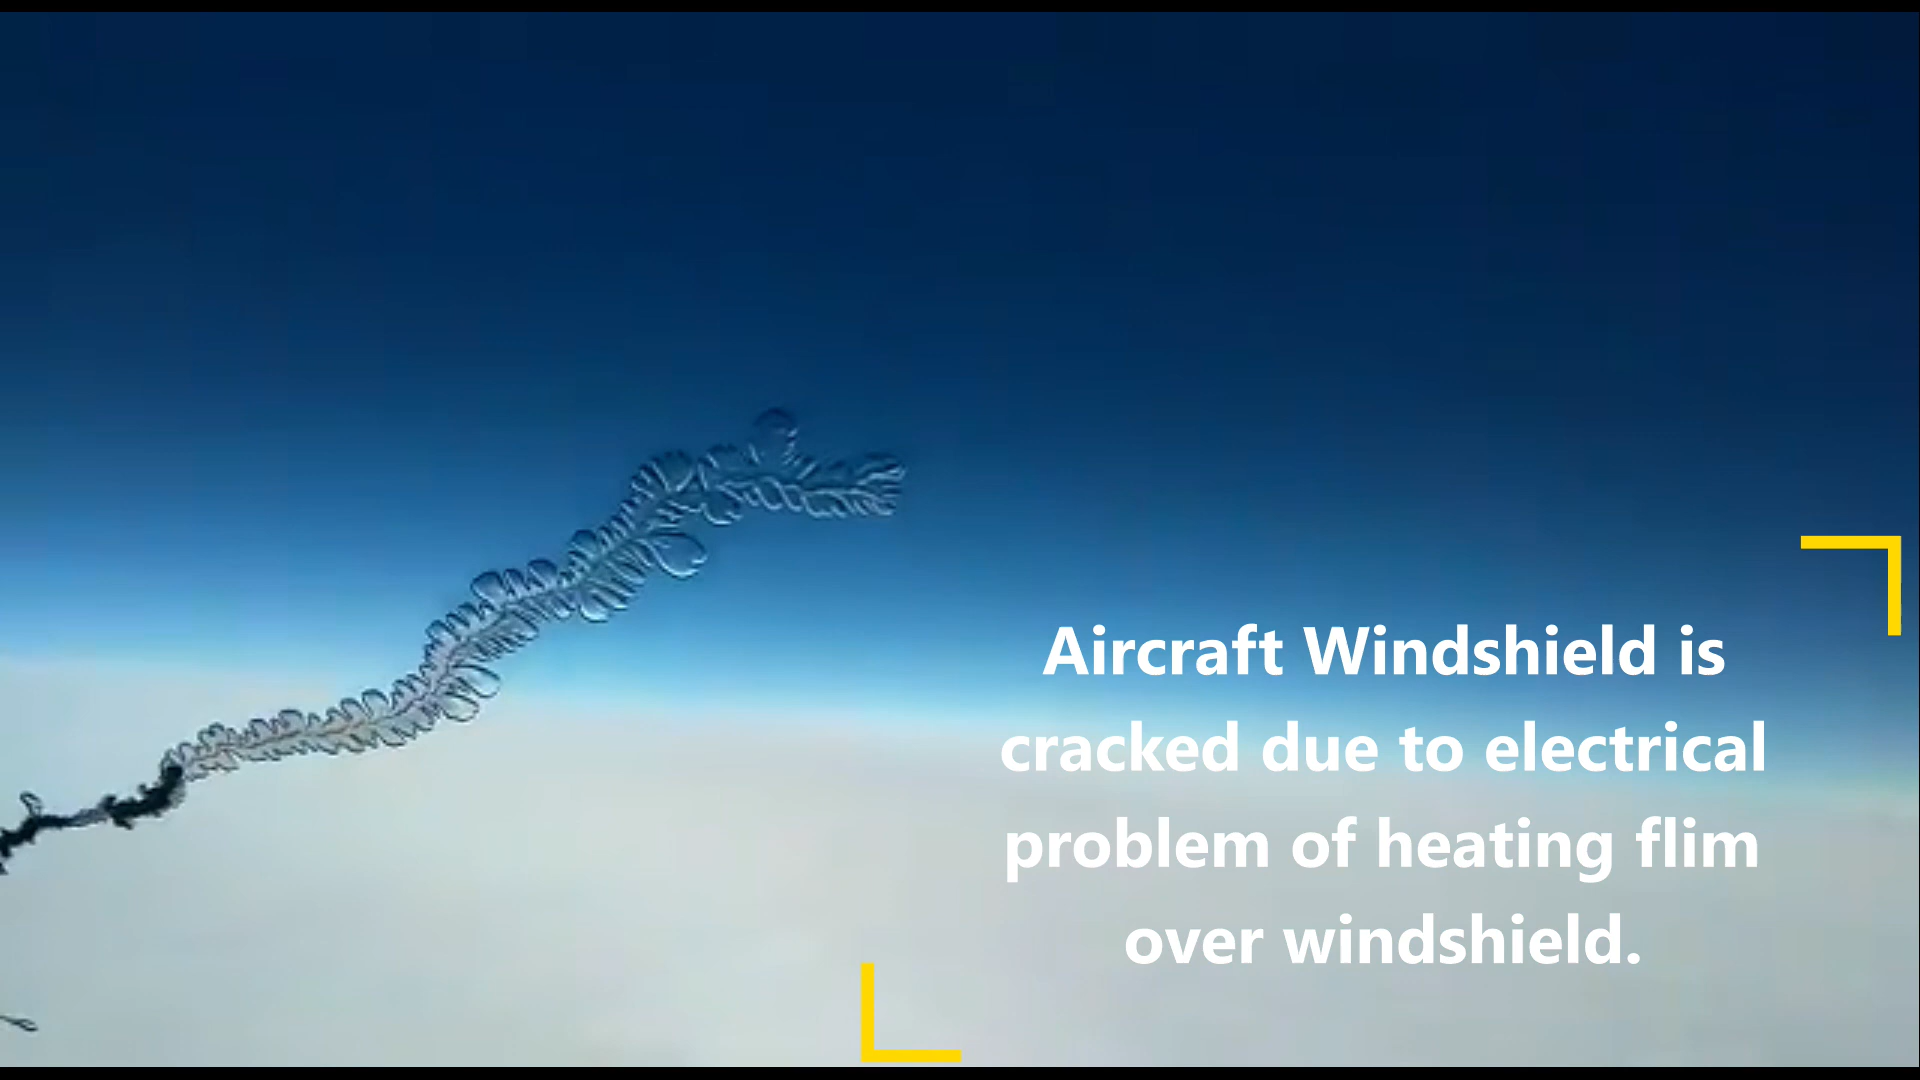 Aircraft Windshield is
cracked due to electrical
problem of heating flim
over windshield.